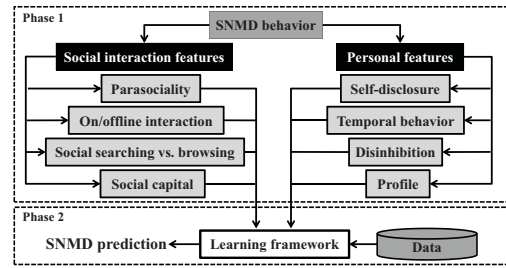 Phase 1
SNMD behavior
Social interaction features
Personal features
Parasociality
Self-disclosure
On/offline interaction
Temporal behavior
Social searching vs. browsing
Disinhibition
Social capital
Profile
Phase 2
SNMD prediction
Learning framework
Data